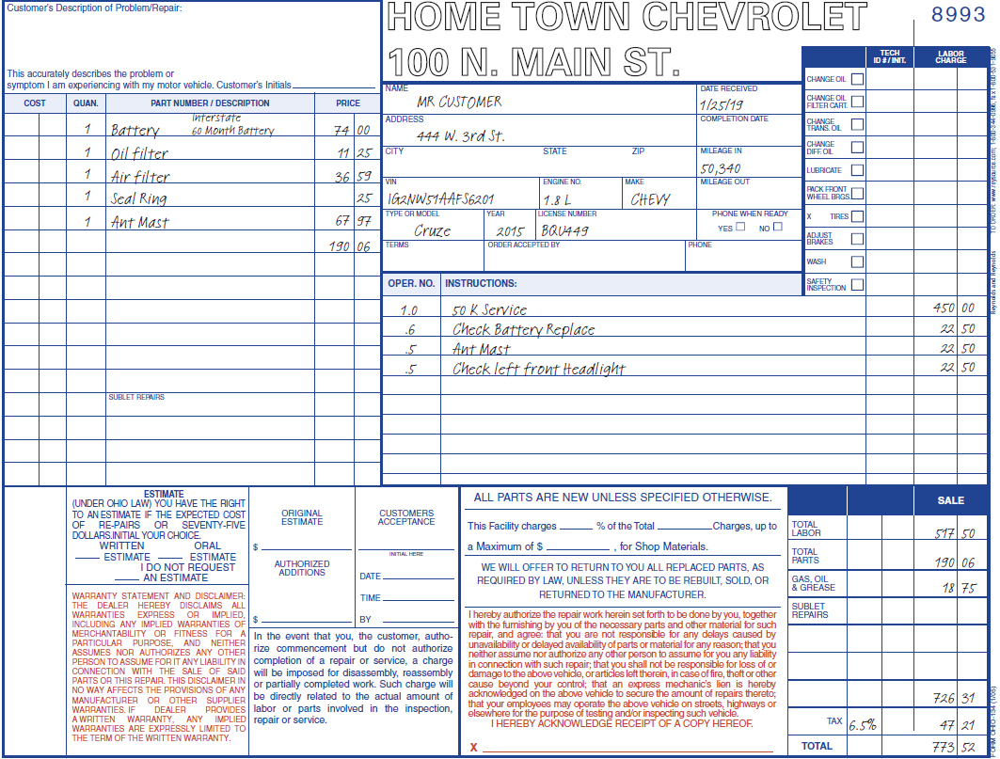 Customer's Description of Problem/Repair:
This accurately describes the problem or
symptom I am experiencing with my motor vehicle. Customer's Initials
HOME TOWN CHEVROLET
100 N. MAIN ST.
8993
COST QUAN. PART NUMBER / DESCRIPTION PRICE
1 Battery Interstate 60 Month Battery 74 00
1 Oil filter 11 25
1 Air filter 36 59
1 Seal Ring 25
1 Ant Mast 67 97
190 06
SUBLET REPAIRS
NAME MR CUSTOMER
DATE RECEIVED 1/25/19
ADDRESS 444 W. 3rd St.
COMPLETION DATE
CITY STATE ZIP
MILEAGE IN 50,340
VIN 1G2NW51AAFS6201
ENGINE NO. 1.8 L
MAKE CHEVY
MILEAGE OUT
TYPE OR MODEL Cruze
YEAR 2015
LICENSE NUMBER BQU449
PHONE WHEN READY
YES NO
TERMS ORDER ACCEPTED BY PHONE
TECH ID # / INIT. LABOR CHARGE
CHANGE OIL
CHANGE OIL FILTER CART.
CHANGE TRANS. OIL
CHANGE DIFF. OIL
LUBRICATE
PACK FRONT WHEEL BRGS.
X TIRES
ADJUST BRAKES
WASH
SAFETY INSPECTION
OPER. NO. INSTRUCTIONS:
1.0 50 K Service 450 00
.6 Check Battery Replace 22 50
.5 Ant Mast 22 50
.5 Check left front Headlight 22 50
ESTIMATE
(UNDER OHIO LAW) YOU HAVE THE RIGHT
TO AN ESTIMATE IF THE EXPECTED COST
OF RE-PAIRS OR SEVENTY-FIVE
DOLLARS.INITIAL YOUR CHOICE.
WRITTEN ORAL
ESTIMATE ESTIMATE
I DO NOT REQUEST
AN ESTIMATE
WARRANTY STATEMENT AND DISCLAIMER:
THE DEALER HEREBY DISCLAIMS ALL
WARRANTIES EXPRESS OR IMPLIED,
INCLUDING ANY IMPLIED WARRANTIES OF
MERCHANTABILITY OR FITNESS FOR A
PARTICULAR PURPOSE, AND NEITHER
ASSUMES NOR AUTHORIZES ANY OTHER
PERSON TO ASSUME FOR IT ANY LIABILITY IN
CONNECTION WITH THE SALE OF SAID
PARTS OR THIS REPAIR. THIS DISCLAIMER IN
NO WAY AFFECTS THE PROVISIONS OF ANY
MANUFACTURER OR OTHER SUPPLIER
WARRANTIES. IF DEALER PROVIDES
A WRITTEN WARRANTY, ANY IMPLIED
WARRANTIES ARE EXPRESSLY LIMITED TO
THE TERM OF THE WRITTEN WARRANTY.
ORIGINAL ESTIMATE
$
AUTHORIZED ADDITIONS
$
CUSTOMERS ACCEPTANCE
INITIAL HERE
DATE
TIME
BY
In the event that you, the customer, autho-
rize commencement but do not authorize
completion of a repair or service, a charge
will be imposed for disassembly, reassembly
or partially completed work. Such charge will
be directly related to the actual amount of
labor or parts involved in the inspection,
repair or service.
ALL PARTS ARE NEW UNLESS SPECIFIED OTHERWISE.
This Facility charges % of the Total Charges, up to
a Maximum of $ , for Shop Materials.
WE WILL OFFER TO RETURN TO YOU ALL REPLACED PARTS, AS
REQUIRED BY LAW, UNLESS THEY ARE TO BE REBUILT, SOLD, OR
RETURNED TO THE MANUFACTURER.
I hereby authorize the repair work herein set forth to be done by you, together
with the furnishing by you of the necessary parts and other material for such
repair, and agree: that you are not responsible for any delays caused by
unavailability or delayed availability of parts or material for any reason; that you
neither assume nor authorize any other person to assume for you any liability
in connection with such repair; that you shall not be responsible for loss of or
damage to the above vehicle, or articles left therein, in case of fire, theft or other
cause beyond your control; that an express mechanic's lien is hereby
acknowledged on the above vehicle to secure the amount of repairs thereto;
that your employees may operate the above vehicle on streets, highways or
elsewhere for the purpose of testing and/or inspecting such vehicle.
I HEREBY ACKNOWLEDGE RECEIPT OF A COPY HEREOF.
X
SALE
TOTAL LABOR 517 50
TOTAL PARTS 190 06
GAS, OIL & GREASE 18 75
SUBLET REPAIRS
726 31
TAX 6.5% 47 21
TOTAL 773 52
Reynolds and Reynolds
TO ORDER: www.reysource.com;